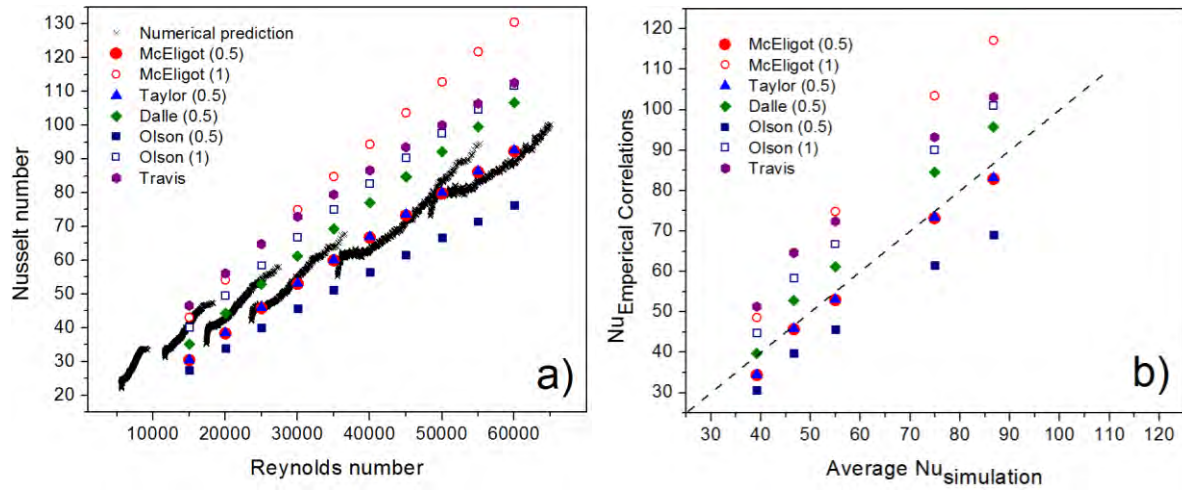 130
120
110
100
90
80
70
60
50
40
30
20
Nusselt number
Numerical prediction
McEligot (0.5)
McEligot (1)
Taylor (0.5)
Dalle (0.5)
Olson (0.5)
Olson (1)
Travis
a)
10000 20000 30000 40000 50000 60000
Reynolds number
120
110
100
90
80
70
60
50
40
30
Nu Emperical Correlations
McEligot (0.5)
McEligot (1)
Taylor (0.5)
Dalle (0.5)
Olson (0.5)
Olson (1)
Travis
b)
30 40 50 60 70 80 90 100 110 120
Average Nu simulation